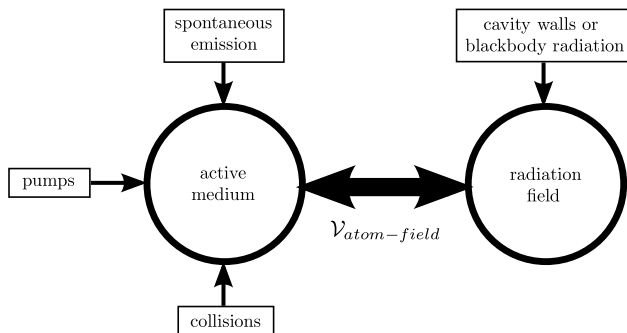 spontaneous
emission
cavity walls or
blackbody radiation
pumps
active
medium
radiation
field
𝒱atom−field
collisions